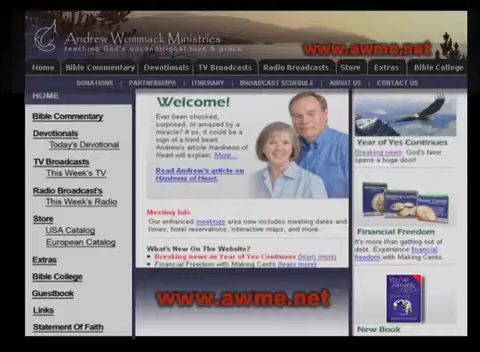 Andrew Wommack Ministries
teaching God's unconditional love & grace
www.awme.net
Home
Bible Commentary
Devotionals
TV Broadcasts
Radio Broadcasts
Store
Extras
Bible College
DONATIONS
PARTNERSHIPS
ITINERARY
BROADCAST SCHEDULE
ABOUT US
CONTACT US
HOME
Bible Commentary
Devotionals
Today's Devotional
TV Broadcasts
This Week's TV
Radio Broadcast's
This Week's Radio
Store
USA Catalog
European Catalog
Extras
Bible College
Guestbook
Links
Statement Of Faith
Welcome!
Ever been shocked,
surprised, or amazed by a
miracle? If so, it could be
a sign of a hard heart.
Andrew's article Hardness of
Heart will explain. More...
Read Andrew's article on
Hardness of Heart.
Meeting Info
Our enhanced meetings area now includes meeting dates and
times, hotel reservations, interactive maps, and more.
What's New On The Website?
Breaking news as Year of Yes Continues (learn more)
Financial Freedom with Making Cents (learn more)
www.awme.net
Year of Yes Continues
Breaking news. God's favor
opens a huge door!
Financial Freedom
It's more than getting out of
debt. Experience financial
freedom with Making Cents.
You've
Already
Got It!
New Book